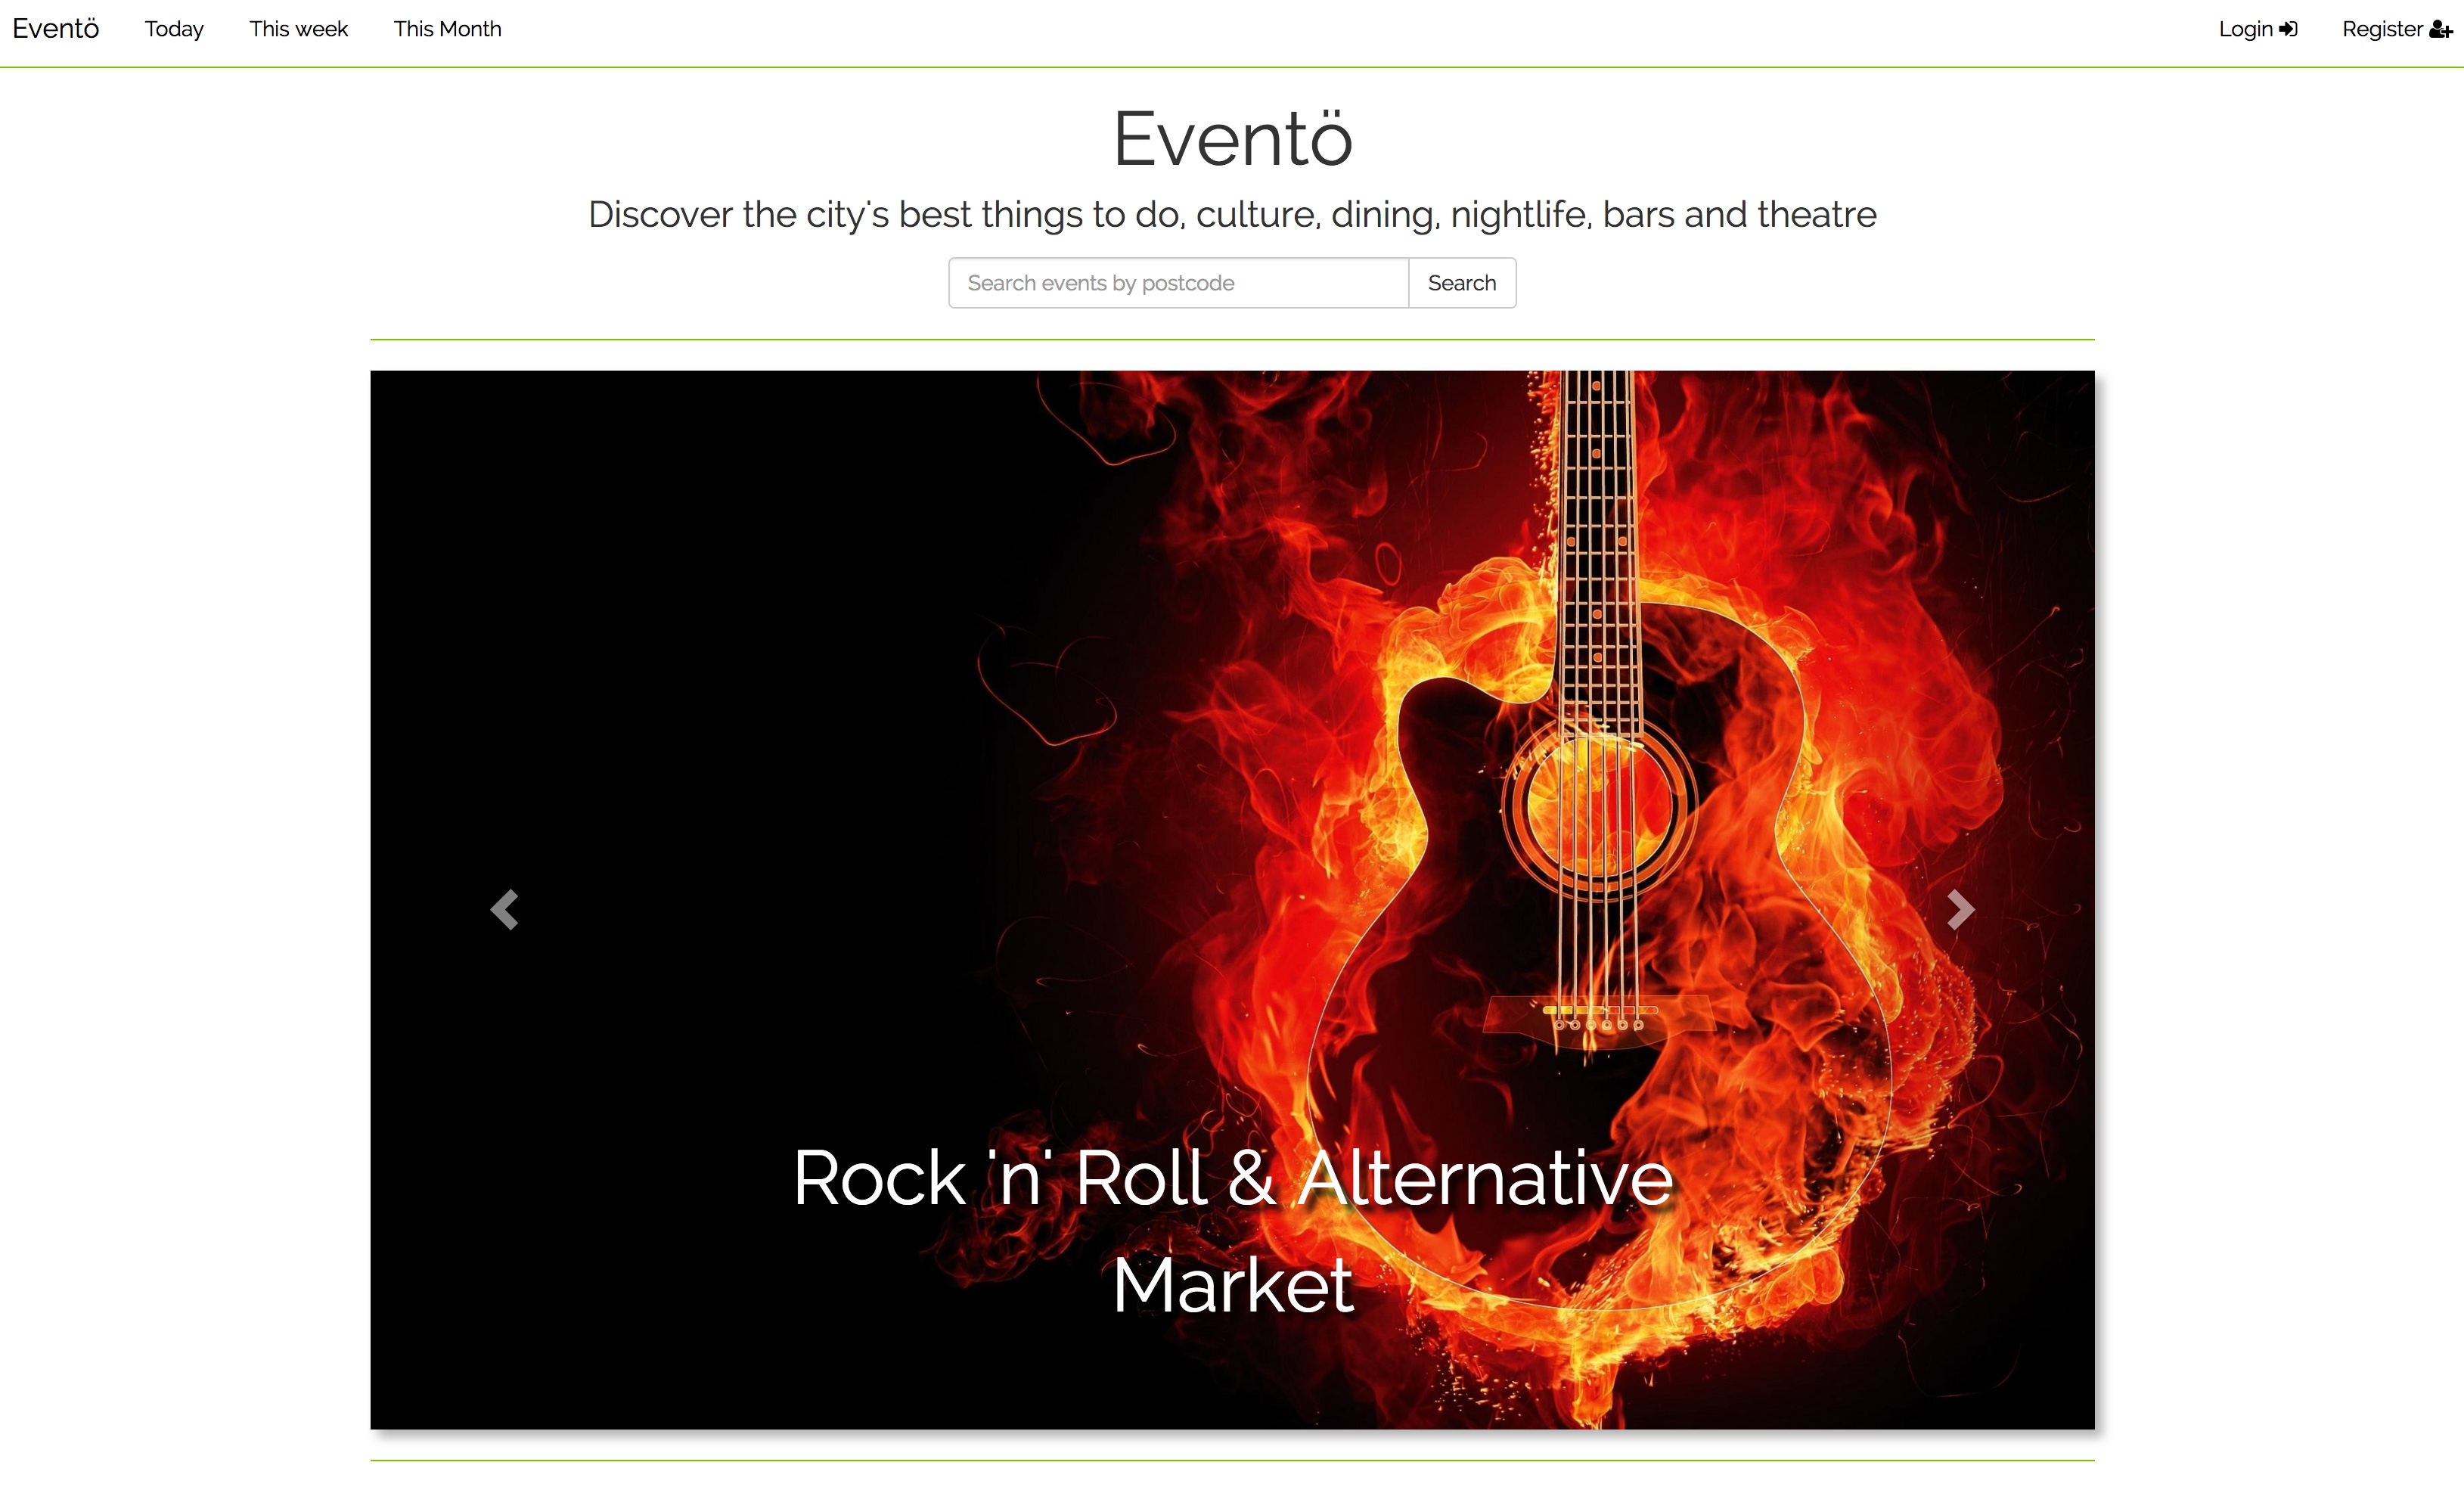 Eventö Today This week This Month Login Register
Eventö
Discover the city's best things to do, culture, dining, nightlife, bars and theatre
Search events by postcode Search
Rock 'n' Roll & Alternative
Market